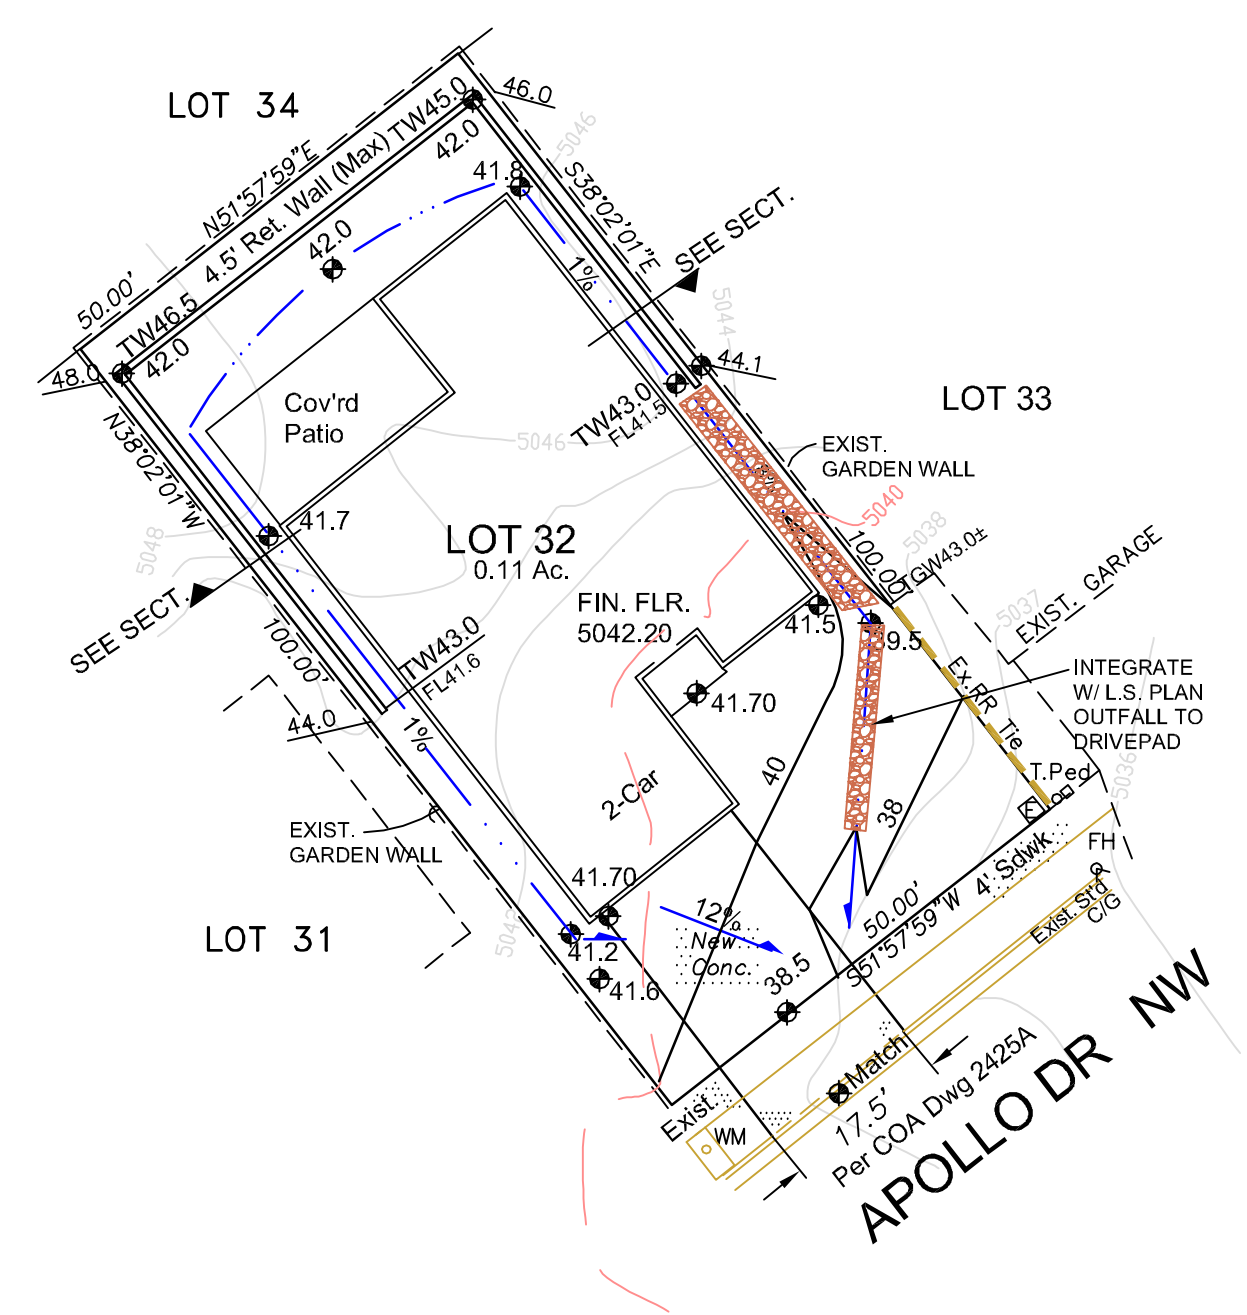 LOT 34
46.0
5046
N51°57'59"E
4.5' Ret. Wall (Max) TW45.0
42.0
41.8
S38°02'01"E
SEE SECT.
50.00'
TW46.5
42.0
42.0
1%
5044
48.0
44.1
LOT 33
Cov'rd
Patio
TW43.0
FL41.5
5046
EXIST.
GARDEN WALL
N38°02'01"W
5048
41.7
5040
5038
LOT 32
0.11 Ac.
100.00'
TGW43.0±
EXIST. GARAGE
SEE SECT.
FIN. FLR.
5042.20
5037
41.5
39.5
100.00'
TW43.0
FL41.6
Ex.RR Tie
INTEGRATE
W/ L.S. PLAN
OUTFALL TO
DRIVEPAD
44.0
1%
41.70
40
2-Car
38
T.Ped
E
5036
EXIST.
GARDEN WALL
4' Sdwk
FH
41.70
12%
New
Conc.
50.00'
S51°57'59"W
Exist. Std
C/G
LOT 31
5042
41.2
41.6
38.5
Match
17.5'
Per COA Dwg 2425A
Exist.
WM
APOLLO DR NW